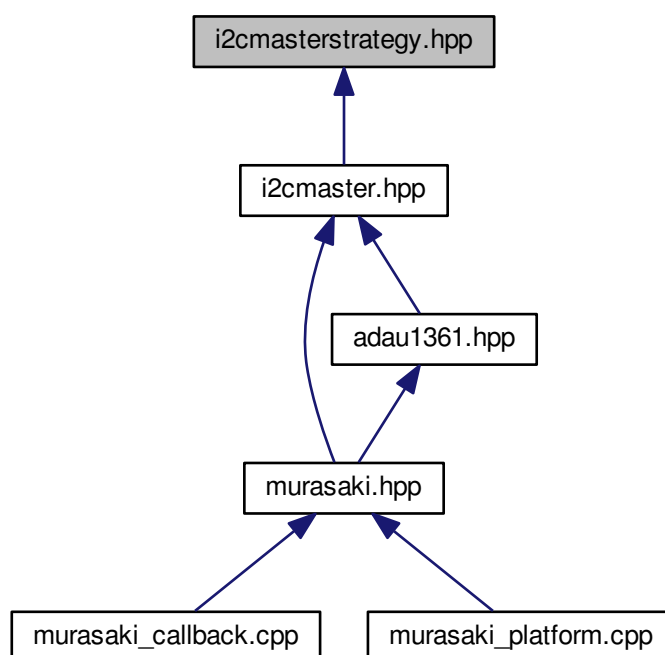 i2cmasterstrategy.hpp
i2cmaster.hpp
adau1361.hpp
murasaki.hpp
murasaki_callback.cpp
murasaki_platform.cpp